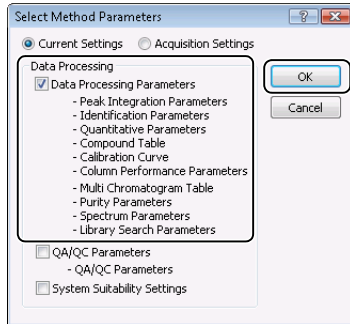 Select Method Parameters
Current Settings Acquisition Settings
Data Processing
Data Processing Parameters
- Peak Integration Parameters
- Identification Parameters
- Quantitative Parameters
- Compound Table
- Calibration Curve
- Column Performance Parameters
- Multi Chromatogram Table
- Purity Parameters
- Spectrum Parameters
- Library Search Parameters
QA/QC Parameters
- QA/QC Parameters
System Suitability Settings
OK
Cancel